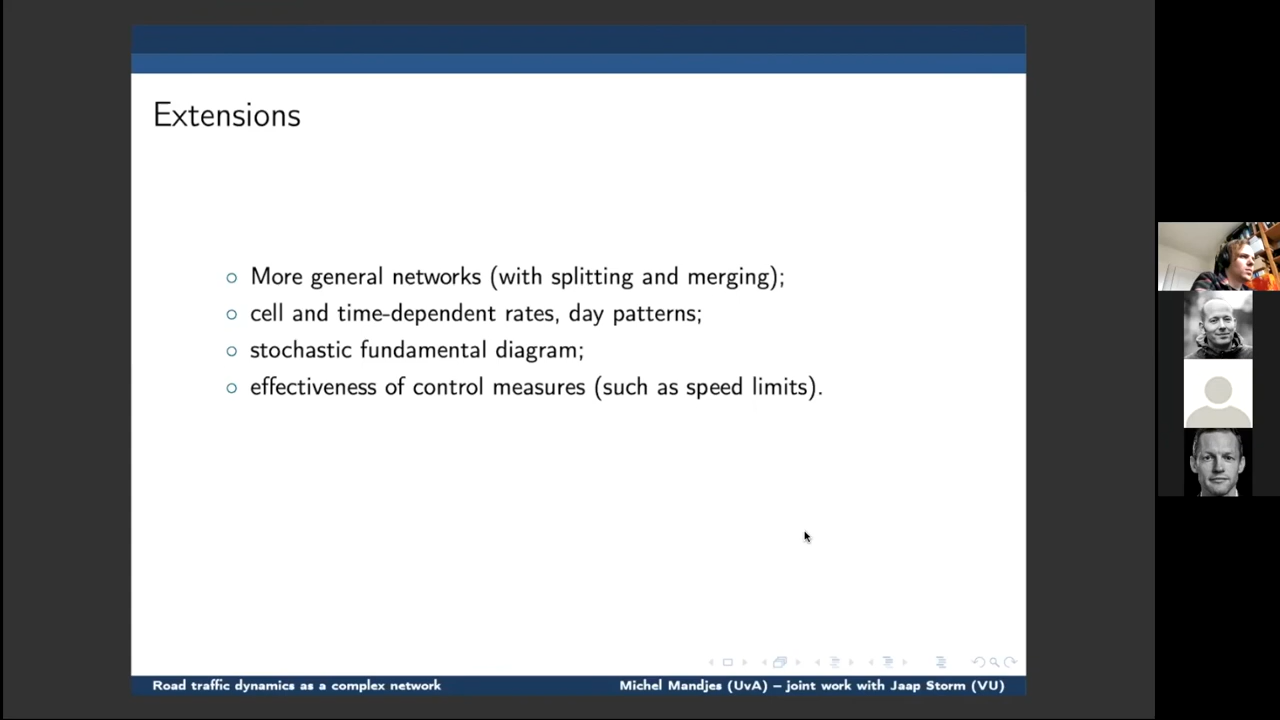 Extensions
More general networks (with splitting and merging);
cell and time-dependent rates, day patterns;
stochastic fundamental diagram;
effectiveness of control measures (such as speed limits).
Road traffic dynamics as a complex network
Michel Mandjes (UvA) – joint work with Jaap Storm (VU)